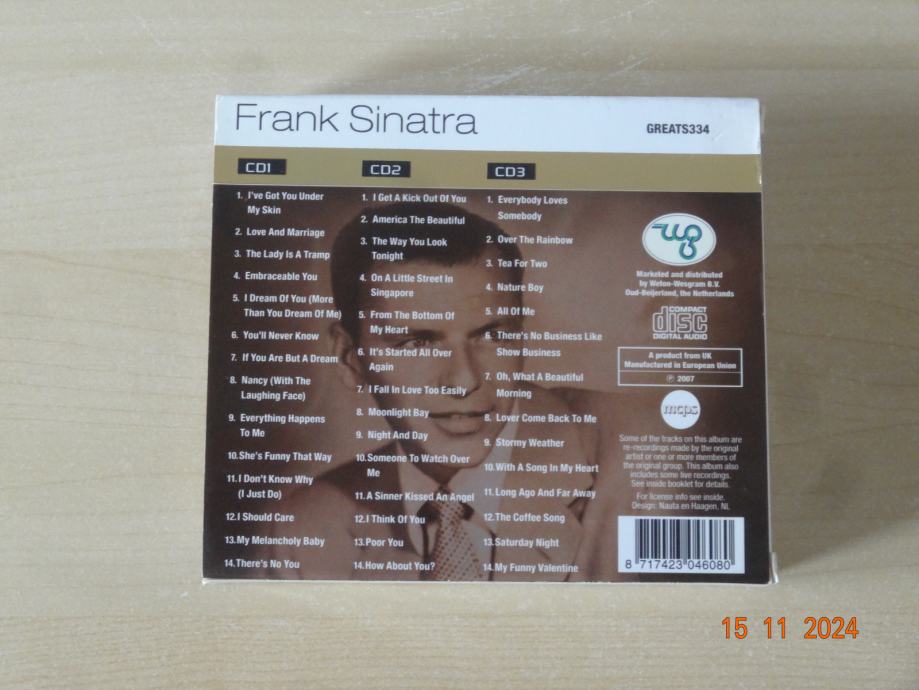 Frank Sinatra
GREATS334
CD1
1. I've Got You Under
My Skin
2. Love And Marriage
3. The Lady Is A Tramp
4. Embraceable You
5. I Dream Of You (More
Than You Dream Of Me)
6. You'll Never Know
7. If You Are But A Dream
8. Nancy (With The
Laughing Face)
9. Everything Happens
To Me
10.She's Funny That Way
11.I Don't Know Why
(I Just Do)
12.I Should Care
13.My Melancholy Baby
14.There's No You
CD2
1. I Get A Kick Out Of You
2. America The Beautiful
3. The Way You Look
Tonight
4. On A Little Street In
Singapore
5. From The Bottom Of
My Heart
6. It's Started All Over
Again
7. I Fall In Love Too Easily
8. Moonlight Bay
9. Night And Day
10.Someone To Watch Over
Me
11.A Sinner Kissed An Angel
12.I Think Of You
13.Poor You
14.How About You?
CD3
1. Everybody Loves
Somebody
2. Over The Rainbow
3. Tea For Two
4. Nature Boy
5. All Of Me
6. There's No Business Like
Show Business
7. Oh, What A Beautiful
Morning
8. Lover Come Back To Me
9. Stormy Weather
10.With A Song In My Heart
11.Long Ago And Far Away
12.The Coffee Song
13.Saturday Night
14.My Funny Valentine
Marketed and distributed
by Weton-Wesgram B.V.
Oud-Beijerland, the Netherlands
COMPACT
disc
DIGITAL AUDIO
A product from UK
Manufactured in European Union
℗ 2007
mcps
Some of the tracks on this album are
re-recordings made by the original
artist or one or more members of
the original group. This album also
includes some live recordings.
See inside booklet for details.
For license info see inside.
Design: Nauta en Haagen, NL
8 717423 046080
15 11 2024